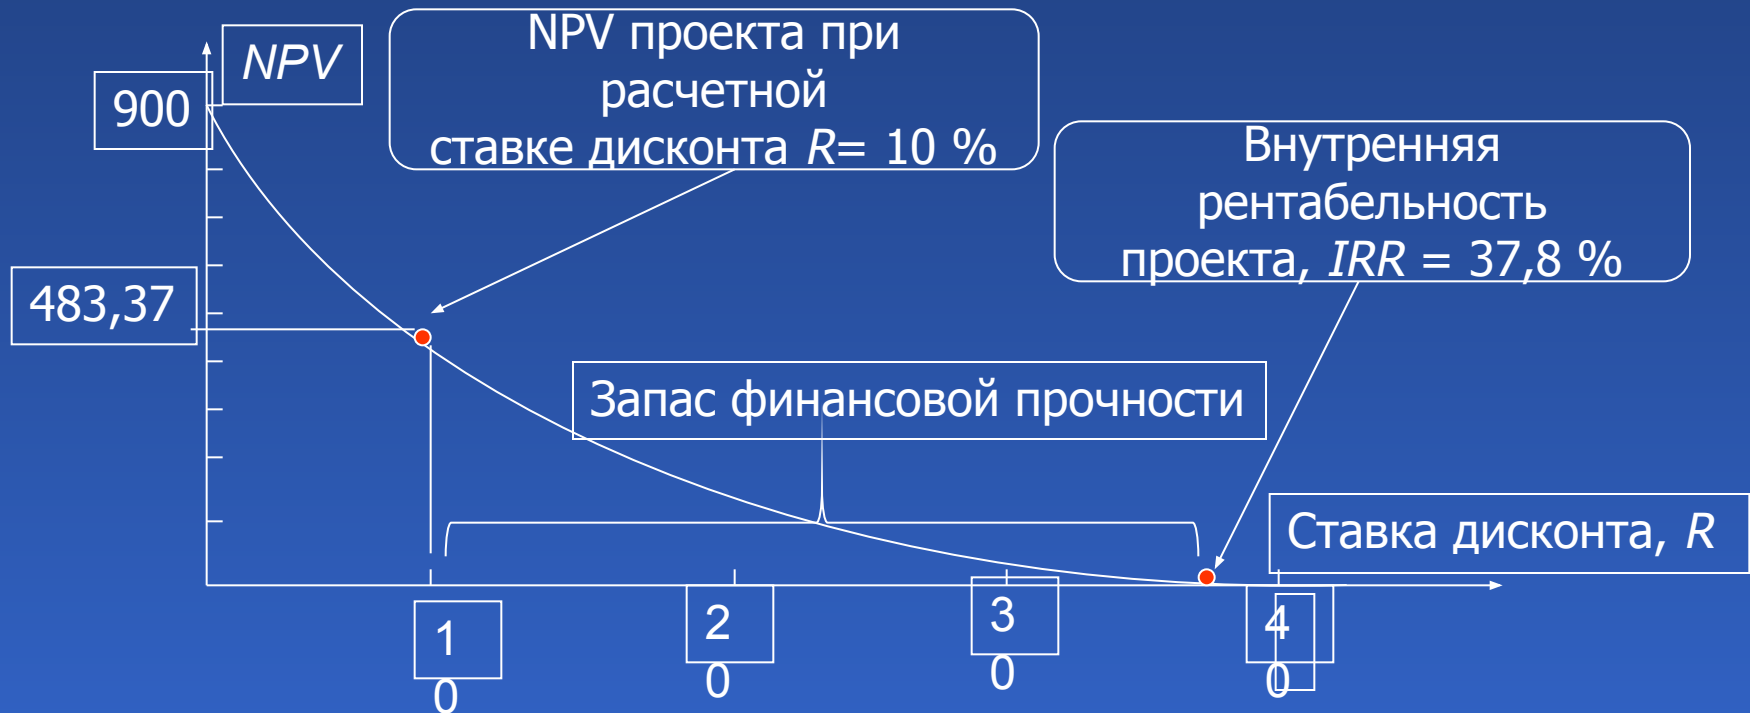 NPV
900
NPV проекта при
расчетной
ставке дисконта R= 10 %
Внутренняя
рентабельность
проекта, IRR = 37,8 %
483,37
Запас финансовой прочности
Ставка дисконта, R
1
0
2
0
3
0
4
0